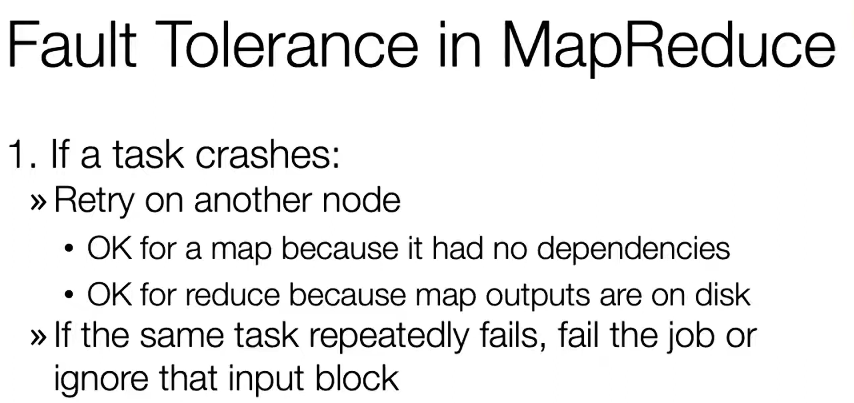 Fault Tolerance in MapReduce
1. If a task crashes:
» Retry on another node
• OK for a map because it had no dependencies
• OK for reduce because map outputs are on disk
» If the same task repeatedly fails, fail the job or
ignore that input block